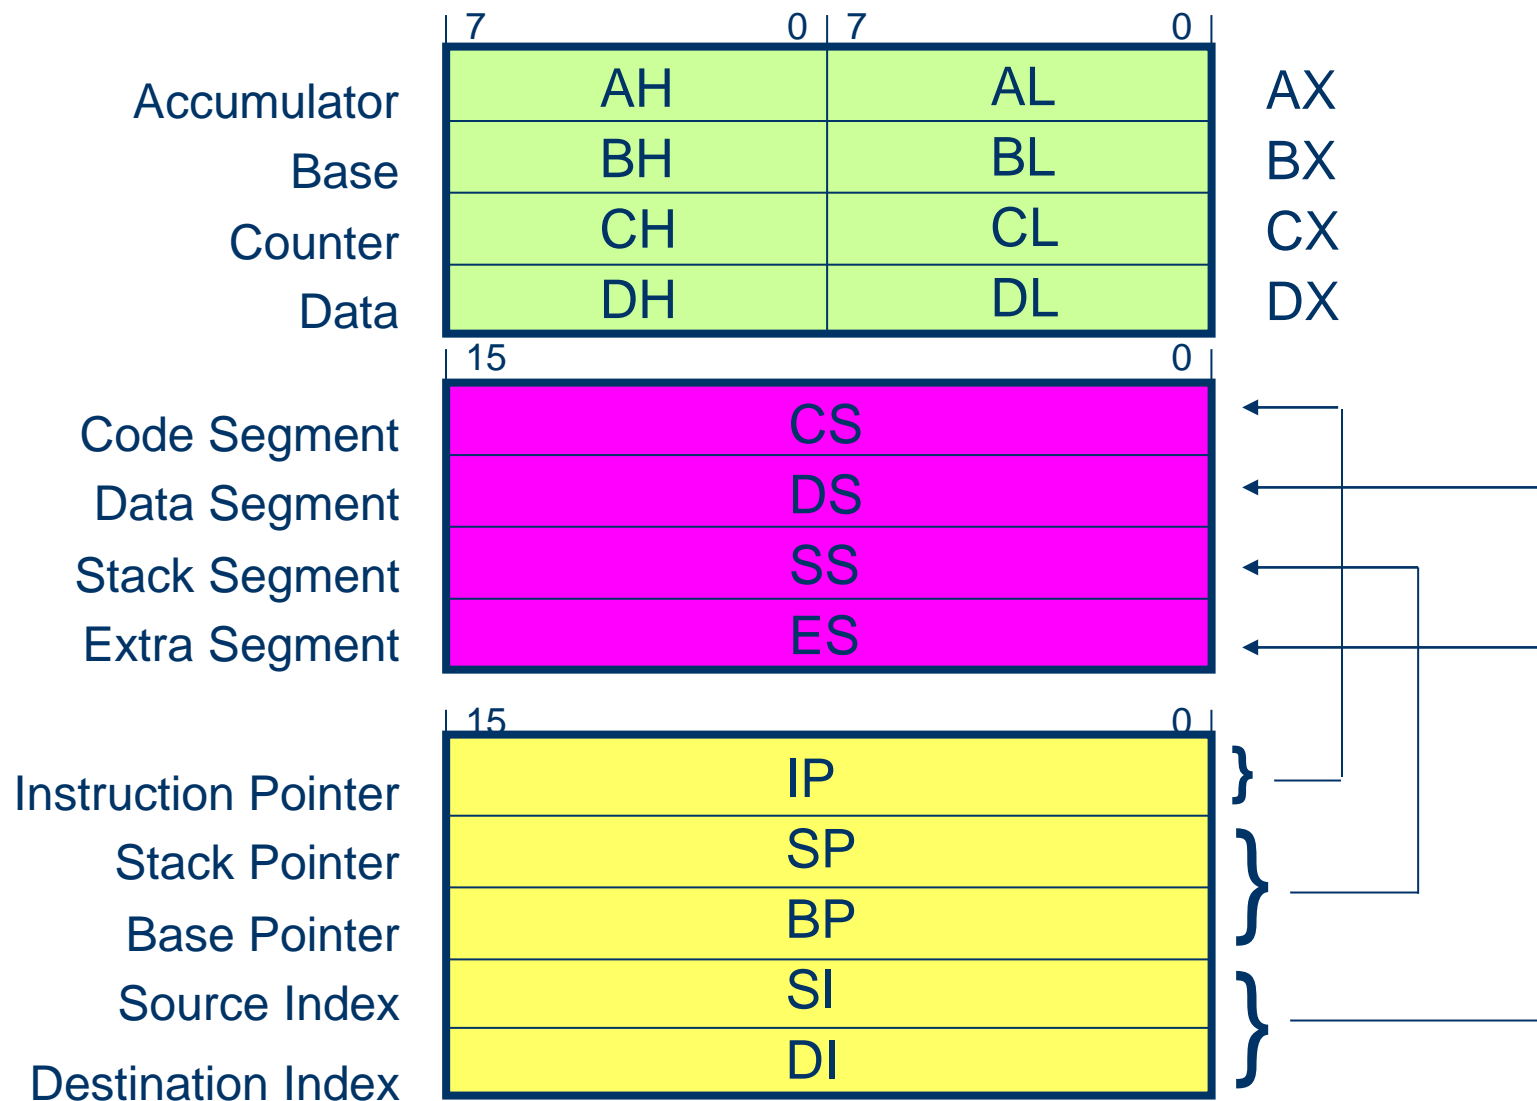 7 0 7 0
Accumulator AH AL AX
Base BH BL BX
Counter CH CL CX
Data DH DL DX
15 0
Code Segment CS
Data Segment DS
Stack Segment SS
Extra Segment ES
15 0
Instruction Pointer IP }
Stack Pointer SP }
Base Pointer BP
Source Index SI }
Destination Index DI